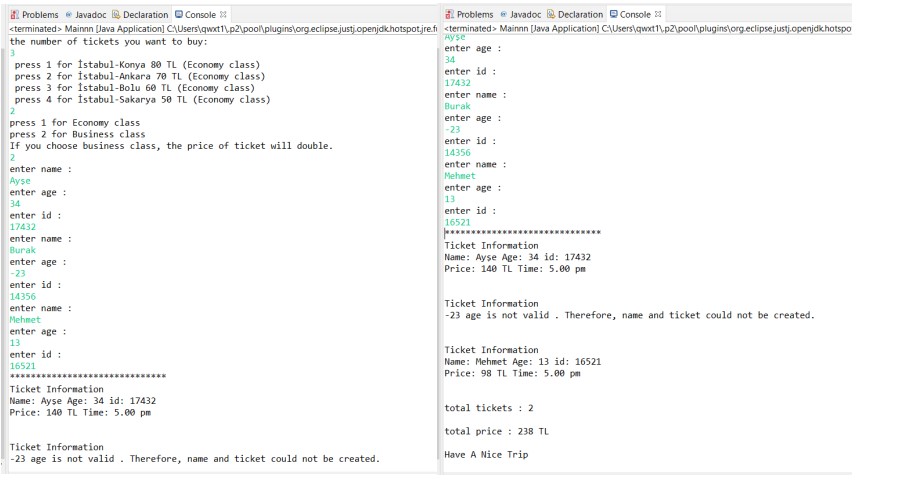 Problems @ Javadoc Declaration Console
<terminated> Mainnn [Java Application] C:\Users\qwxt1\.p2\pool\plugins\org.eclipse.justj.openjdk.hotspot.jre.f
the number of tickets you want to buy:
3
press 1 for İstabul-Konya 80 TL (Economy class)
press 2 for İstabul-Ankara 70 TL (Economy class)
press 3 for İstabul-Bolu 60 TL (Economy class)
press 4 for İstabul-Sakarya 50 TL (Economy class)
2
press 1 for Economy class
press 2 for Business class
If you choose business class, the price of ticket will double.
2
enter name :
Ayşe
enter age :
34
enter id :
17432
enter name :
Burak
enter age :
-23
enter id :
14356
enter name :
Mehmet
enter age :
13
enter id :
16521
******************************
Ticket Information
Name: Ayşe Age: 34 id: 17432
Price: 140 TL Time: 5.00 pm
Ticket Information
-23 age is not valid . Therefore, name and ticket could not be created.
Problems @ Javadoc Declaration Console
<terminated> Mainnn [Java Application] C:\Users\qwxt1\.p2\pool\plugins\org.eclipse.justj.openjdk.hotspot
Ayşe
enter age :
34
enter id :
17432
enter name :
Burak
enter age :
-23
enter id :
14356
enter name :
Mehmet
enter age :
13
enter id :
16521
******************************
Ticket Information
Name: Ayşe Age: 34 id: 17432
Price: 140 TL Time: 5.00 pm
Ticket Information
-23 age is not valid . Therefore, name and ticket could not be created.
Ticket Information
Name: Mehmet Age: 13 id: 16521
Price: 98 TL Time: 5.00 pm
total tickets : 2
total price : 238 TL
Have A Nice Trip